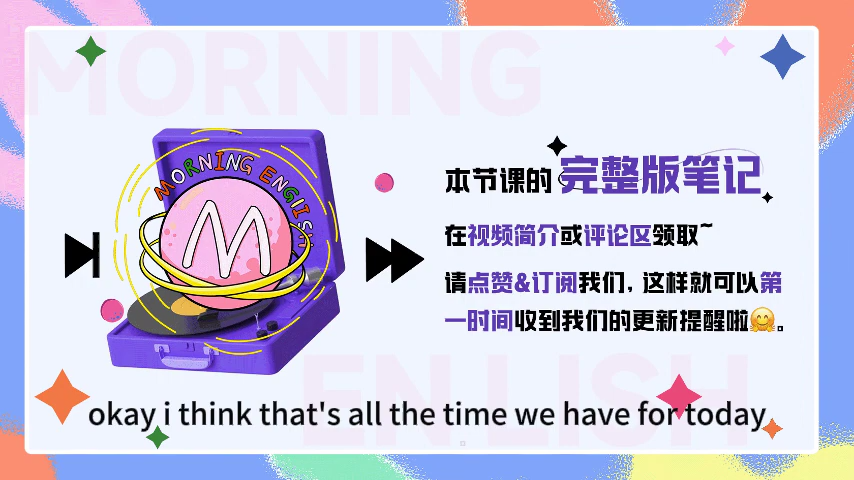 MORNING
MORNING ENGLISH
M
本节课的 完整版笔记
在视频简介或评论区领取~
请点赞&订阅我们, 这样就可以第
一时间收到我们的更新提醒啦🤗。
EN LISH
okay i think that's all the time we have for today